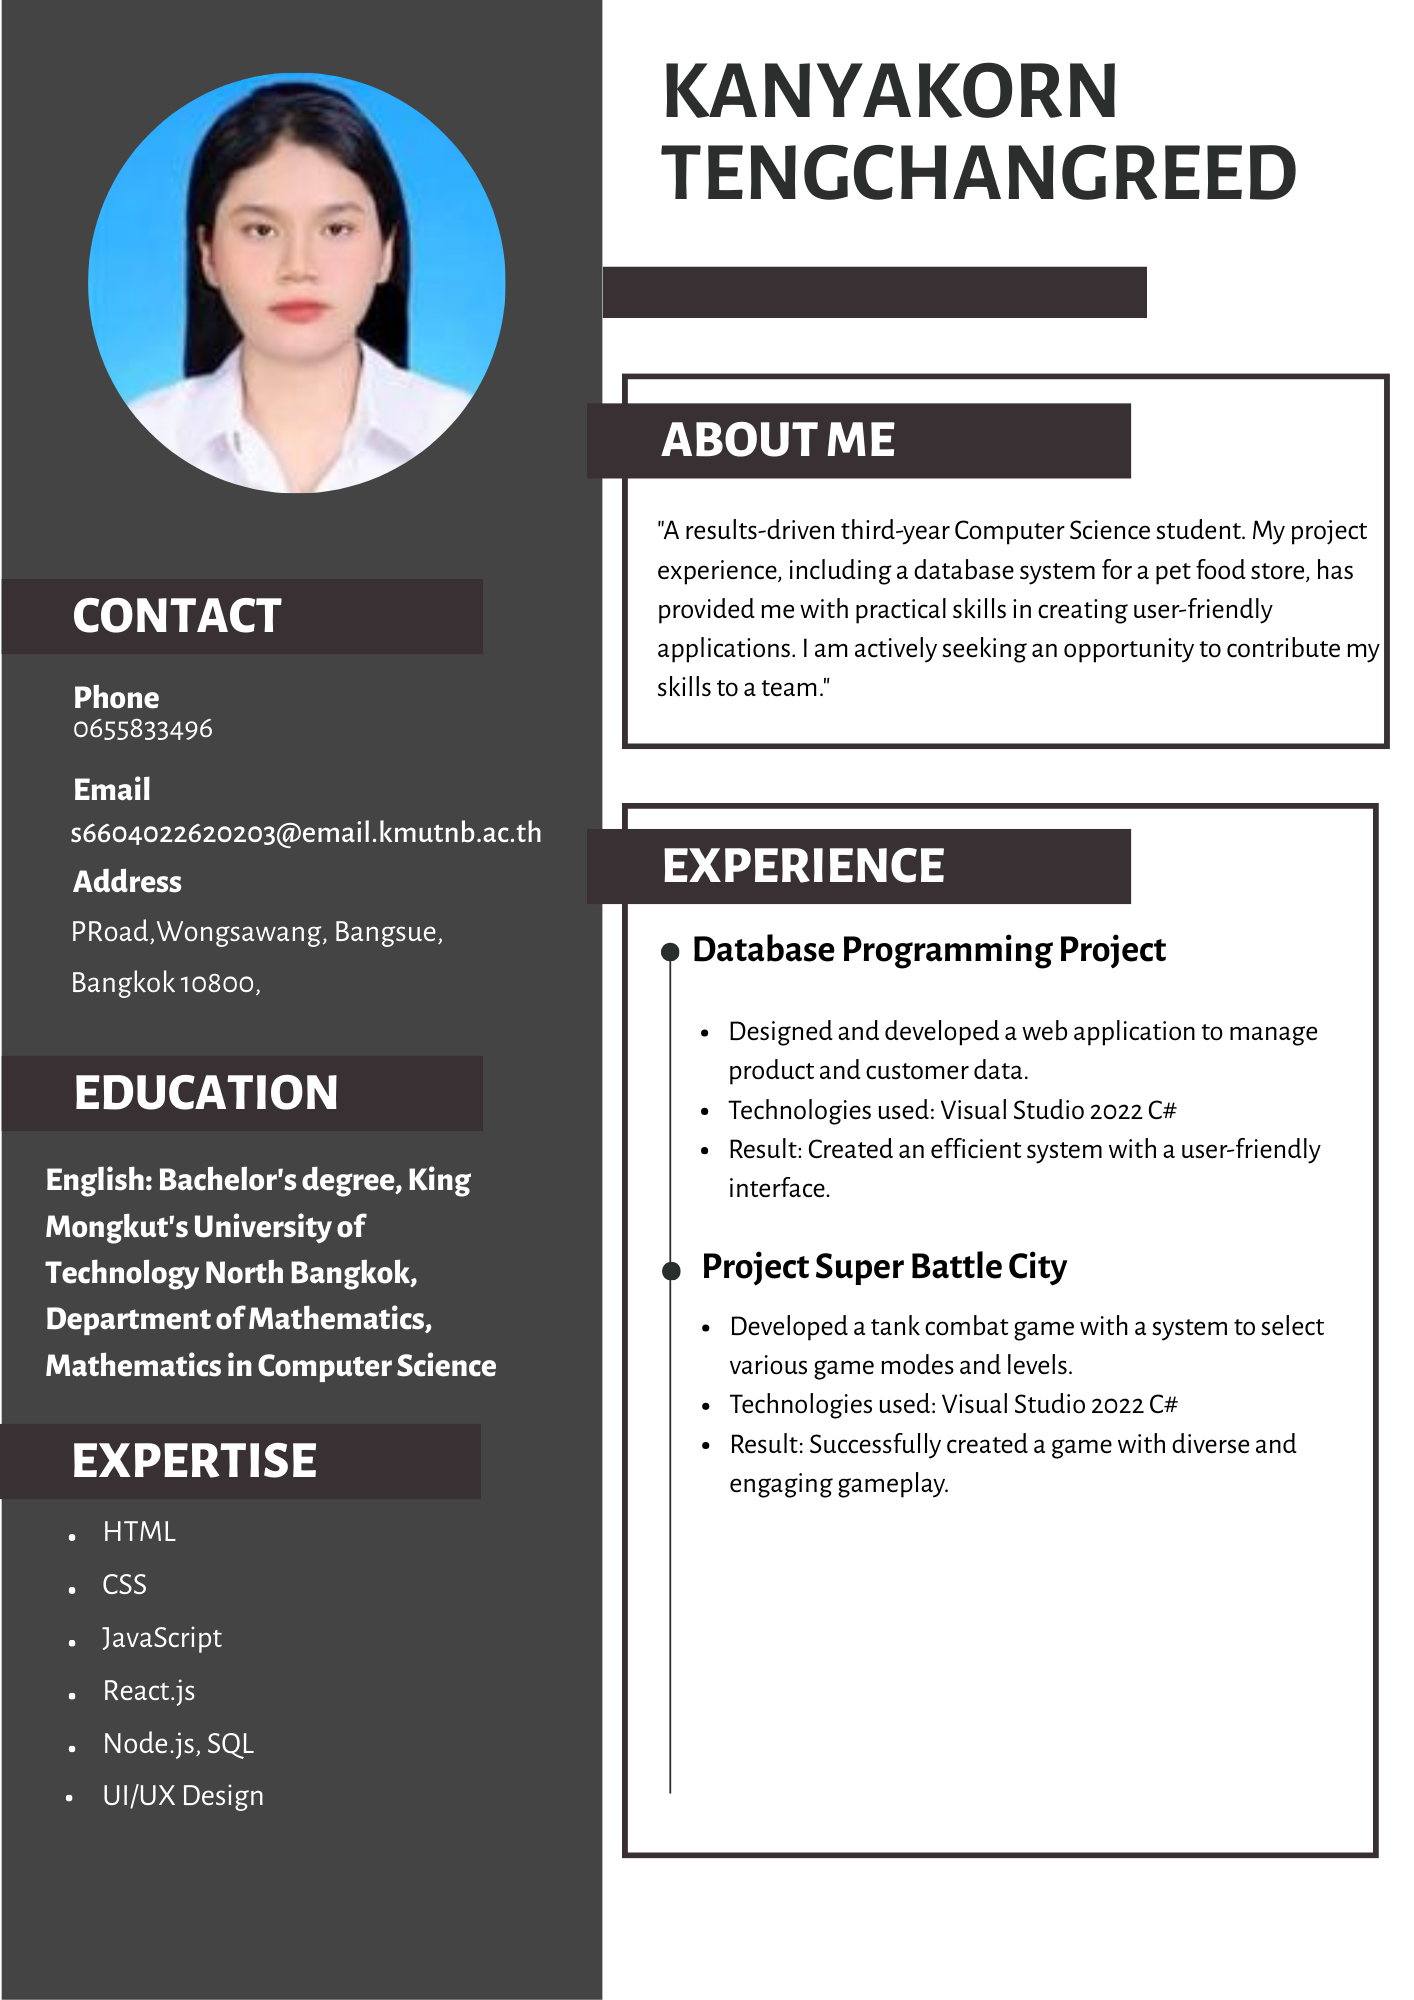 KANYAKORN
TENGCHANGREED
CONTACT
Phone
0655833496
Email
s6604022620203@email.kmutnb.ac.th
Address
PRoad,Wongsawang, Bangsue,
Bangkok 10800,
EDUCATION
English: Bachelor's degree, King
Mongkut's University of
Technology North Bangkok,
Department of Mathematics,
Mathematics in Computer Science
EXPERTISE
• HTML
• CSS
• JavaScript
• React.js
• Node.js, SQL
• UI/UX Design
ABOUT ME
"A results-driven third-year Computer Science student. My project
experience, including a database system for a pet food store, has
provided me with practical skills in creating user-friendly
applications. I am actively seeking an opportunity to contribute my
skills to a team."
EXPERIENCE
Database Programming Project
• Designed and developed a web application to manage
product and customer data.
• Technologies used: Visual Studio 2022 C#
• Result: Created an efficient system with a user-friendly
interface.
Project Super Battle City
• Developed a tank combat game with a system to select
various game modes and levels.
• Technologies used: Visual Studio 2022 C#
• Result: Successfully created a game with diverse and
engaging gameplay.